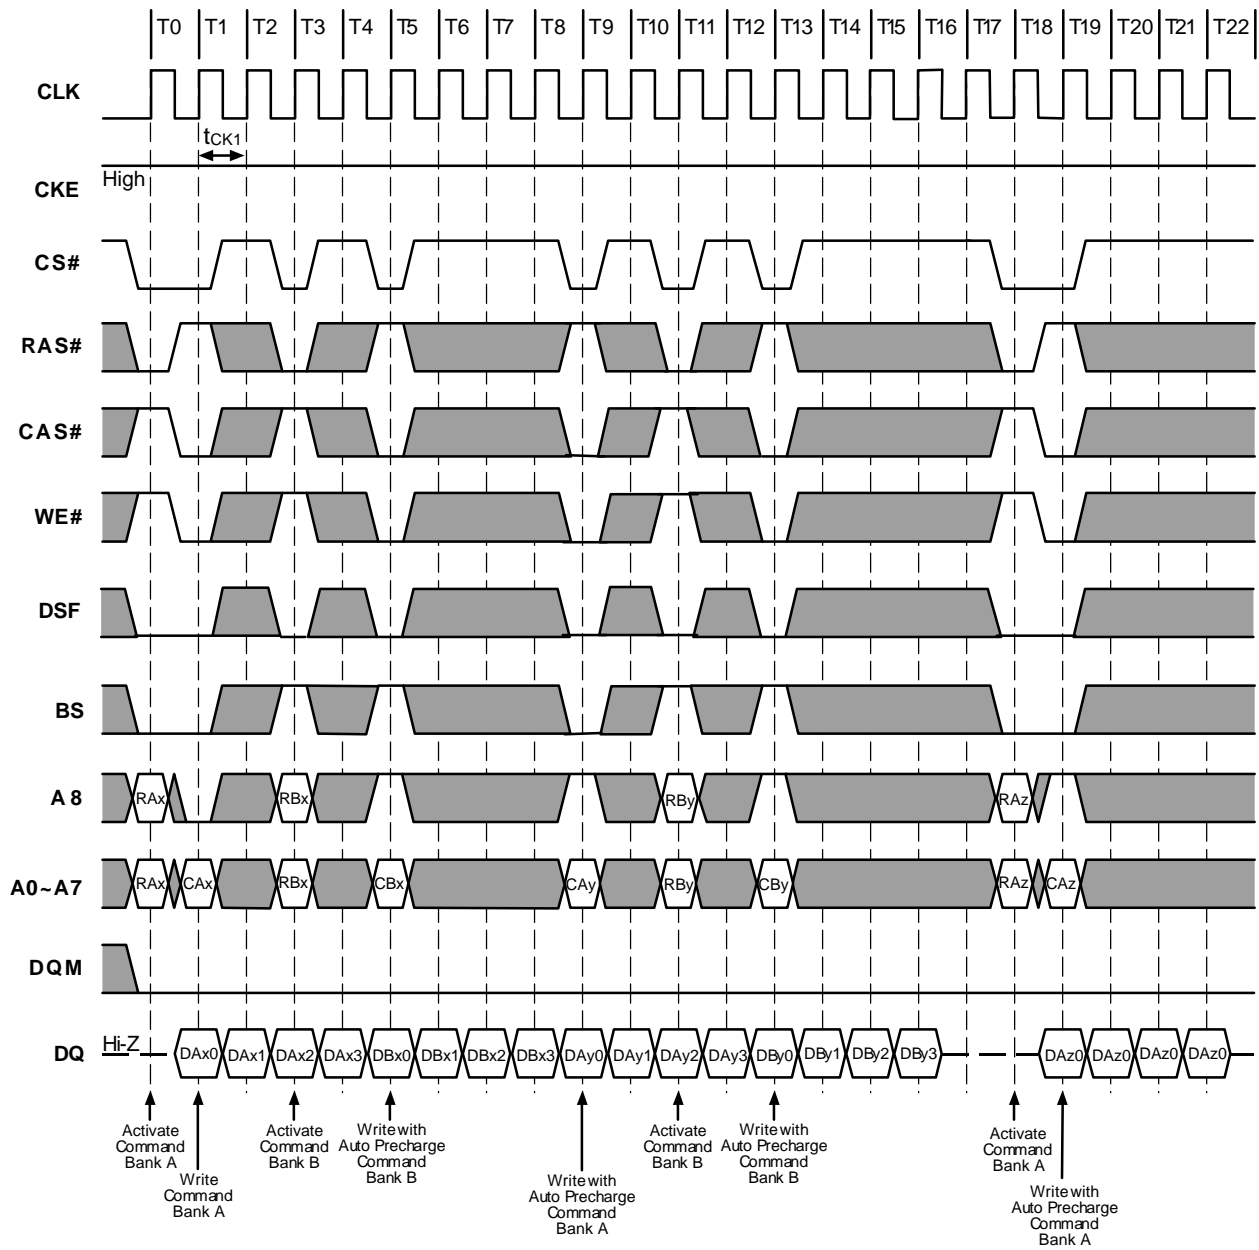 T0 T1 T2 T3 T4 T5 T6 T7 T8 T9 T10 T11 T12 T13 T14 T15 T16 T17 T18 T19 T20 T21 T22
CLK
tCK1
High
CKE
CS#
RAS#
CAS#
WE#
DSF
BS
A8 RAx RBx RBy RAz
A0~A7 RAx CAx RBx CBx CAy RBy CBy RAz CAz
DQM
DQ Hi-Z DAx0 DAx1 DAx2 DAx3 DBx0 DBx1 DBx2 DBx3 DAy0 DAy1 DAy2 DAy3 DBy0 DBy1 DBy2 DBy3 DAz0 DAz0 DAz0 DAz0
Activate
Command
Bank A
Write
Command
Bank A
Activate
Command
Bank B
Write with
Auto Precharge
Command
Bank B
Write with
Auto Precharge
Command
Bank A
Activate
Command
Bank B
Write with
Auto Precharge
Command
Bank B
Activate
Command
Bank A
Write with
Auto Precharge
Command
Bank A